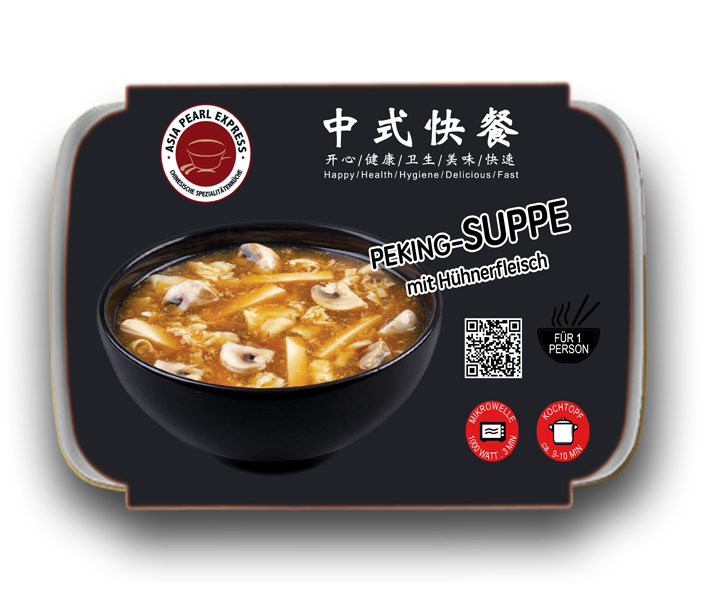 · ASIA PEARL EXPRESS ·
CHINESISCHE SPEZIALITÄTENKÜCHE
中式快餐
开心/健康/卫生/美味/快速
Happy/Health/Hygiene/Delicious/Fast
PEKING-SUPPE
mit Hühnerfleisch
FÜR 1
PERSON
MIKROWELLE
1000 WATT . 3 MIN
KOCHTOPF
ca. 9-10 MIN